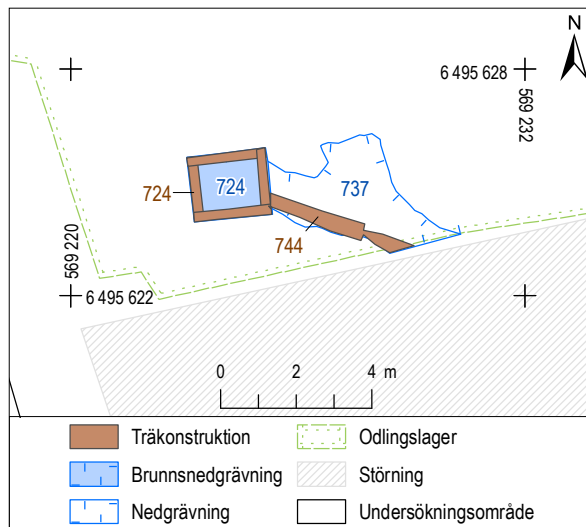 N
6 495 628
569 232
724
724
737
744
569 220
6 495 622
0 2 4 m
Träkonstruktion
Odlingslager
Brunnsnedgrävning
Störning
Nedgrävning
Undersökningsområde